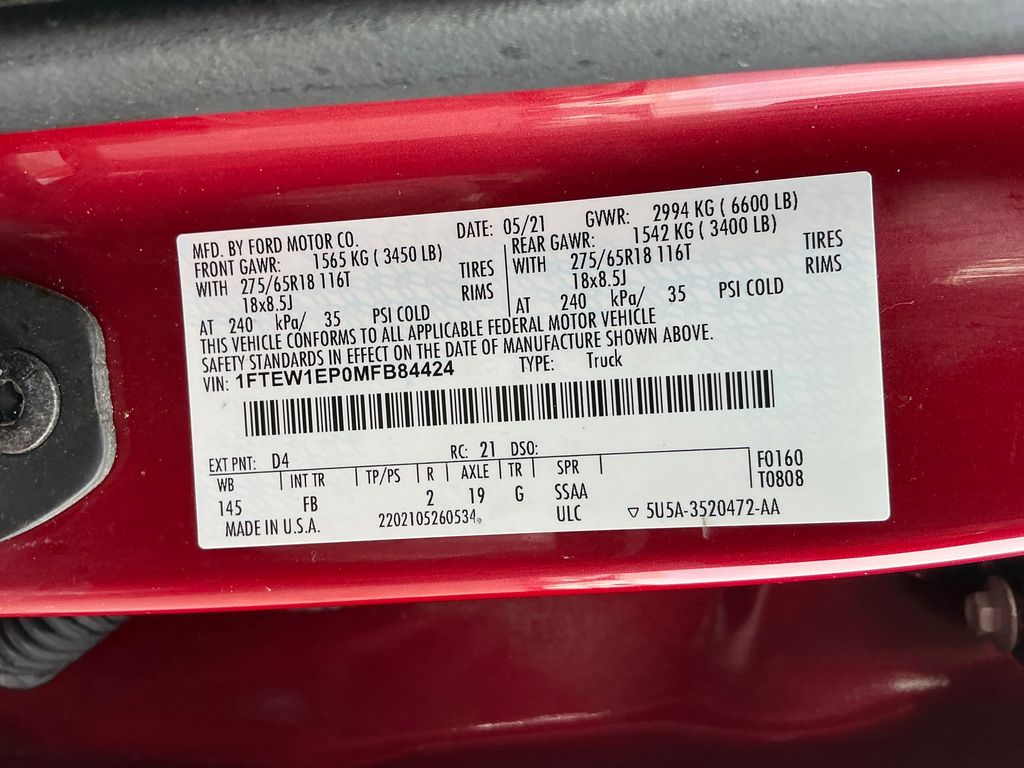 MFD. BY FORD MOTOR CO. DATE: 05/21 GVWR: 2994 KG ( 6600 LB)
FRONT GAWR: 1565 KG ( 3450 LB) REAR GAWR: 1542 KG ( 3400 LB)
WITH 275/65R18 116T TIRES WITH 275/65R18 116T TIRES
18x8.5J RIMS 18x8.5J RIMS
AT 240 kPa/ 35 PSI COLD AT 240 kPa/ 35 PSI COLD
THIS VEHICLE CONFORMS TO ALL APPLICABLE FEDERAL MOTOR VEHICLE
SAFETY STANDARDS IN EFFECT ON THE DATE OF MANUFACTURE SHOWN ABOVE.
VIN: 1FTEW1EP0MFB84424 TYPE: Truck
EXT PNT: D4 RC: 21 DSO:
WB INT TR TP/PS R AXLE TR SPR F0160
145 FB 2 19 G SSAA T0808
MADE IN U.S.A. 2202105260534 ULC ▽ 5U5A-3520472-AA